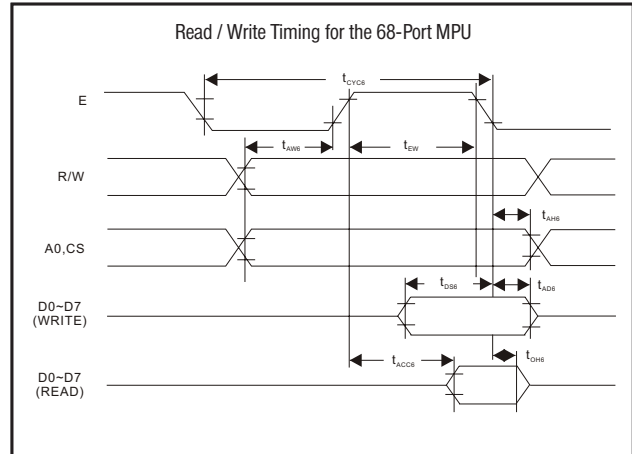 Read / Write Timing for the 68-Port MPU
tCYC6
E
tAW6
tEW
R/W
tAH6
A0,CS
tDS6
tAD6
D0~D7
(WRITE)
tOH6
tACC6
D0~D7
(READ)